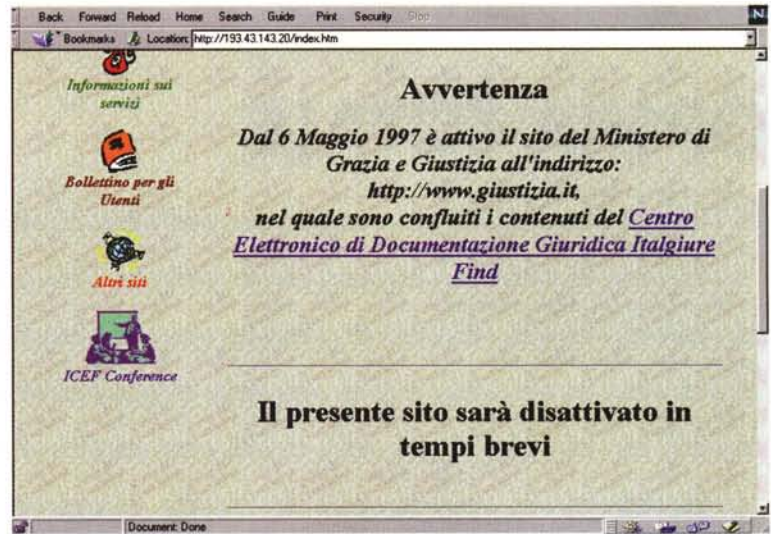 Back Forward Reload Home Search Guide Print Security Stop
Bookmarks Location: http://193.43.143.20/index.htm
Informazioni sui
servizi
Bollettino per gli
Utenti
Altri siti
ICEF Conference
Avvertenza
Dal 6 Maggio 1997 è attivo il sito del Ministero di
Grazia e Giustizia all'indirizzo:
http://www.giustizia.it,
nel quale sono confluiti i contenuti del Centro
Elettronico di Documentazione Giuridica Italgiure
Find
Il presente sito sarà disattivato in
tempi brevi
Document: Done